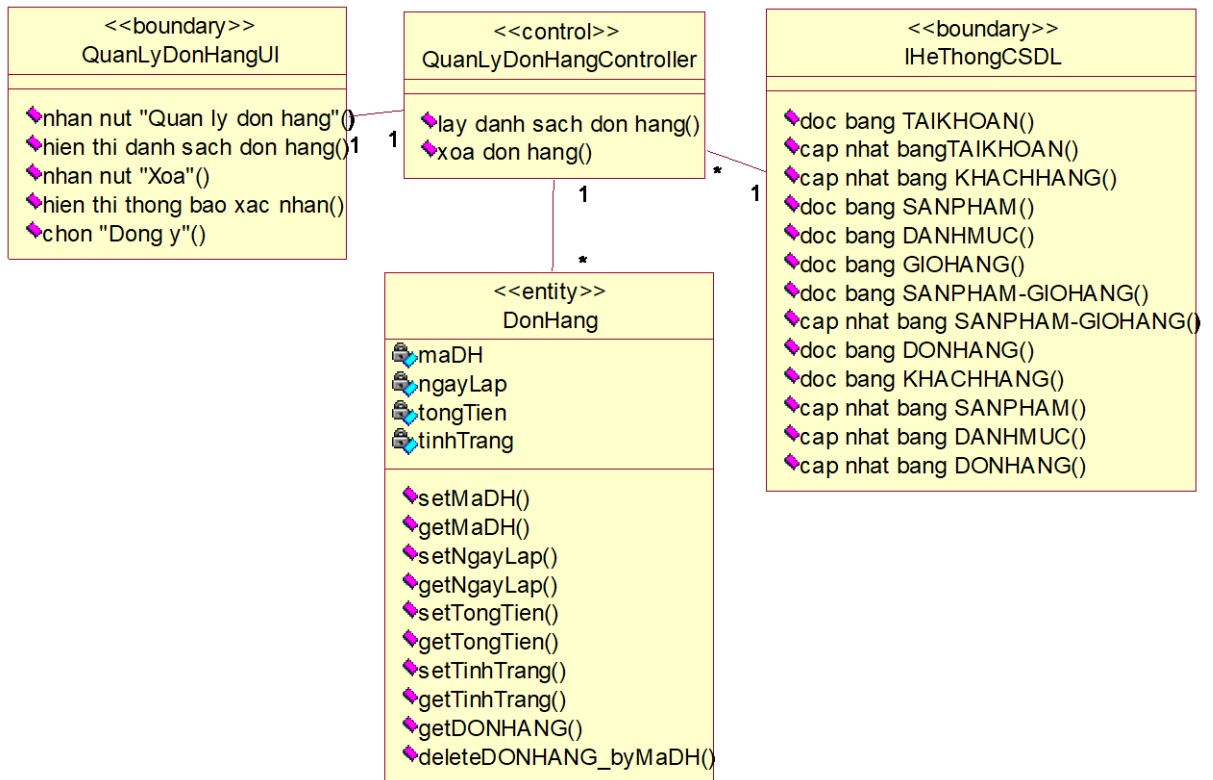 <<boundary>>
QuanLyDonHangUI
nhan nut "Quan ly don hang"()
hien thi danh sach don hang()
nhan nut "Xoa"()
hien thi thong bao xac nhan()
chon "Dong y"()
1
1
<<control>>
QuanLyDonHangController
lay danh sach don hang()
xoa don hang()
*
1
1
*
<<boundary>>
IHeThongCSDL
doc bang TAIKHOAN()
cap nhat bangTAIKHOAN()
cap nhat bang KHACHHANG()
doc bang SANPHAM()
doc bang DANHMUC()
doc bang GIOHANG()
doc bang SANPHAM-GIOHANG()
cap nhat bang SANPHAM-GIOHANG()
doc bang DONHANG()
doc bang KHACHHANG()
cap nhat bang SANPHAM()
cap nhat bang DANHMUC()
cap nhat bang DONHANG()
<<entity>>
DonHang
maDH
ngayLap
tongTien
tinhTrang
setMaDH()
getMaDH()
setNgayLap()
getNgayLap()
setTongTien()
getTongTien()
setTinhTrang()
getTinhTrang()
getDONHANG()
deleteDONHANG_byMaDH()